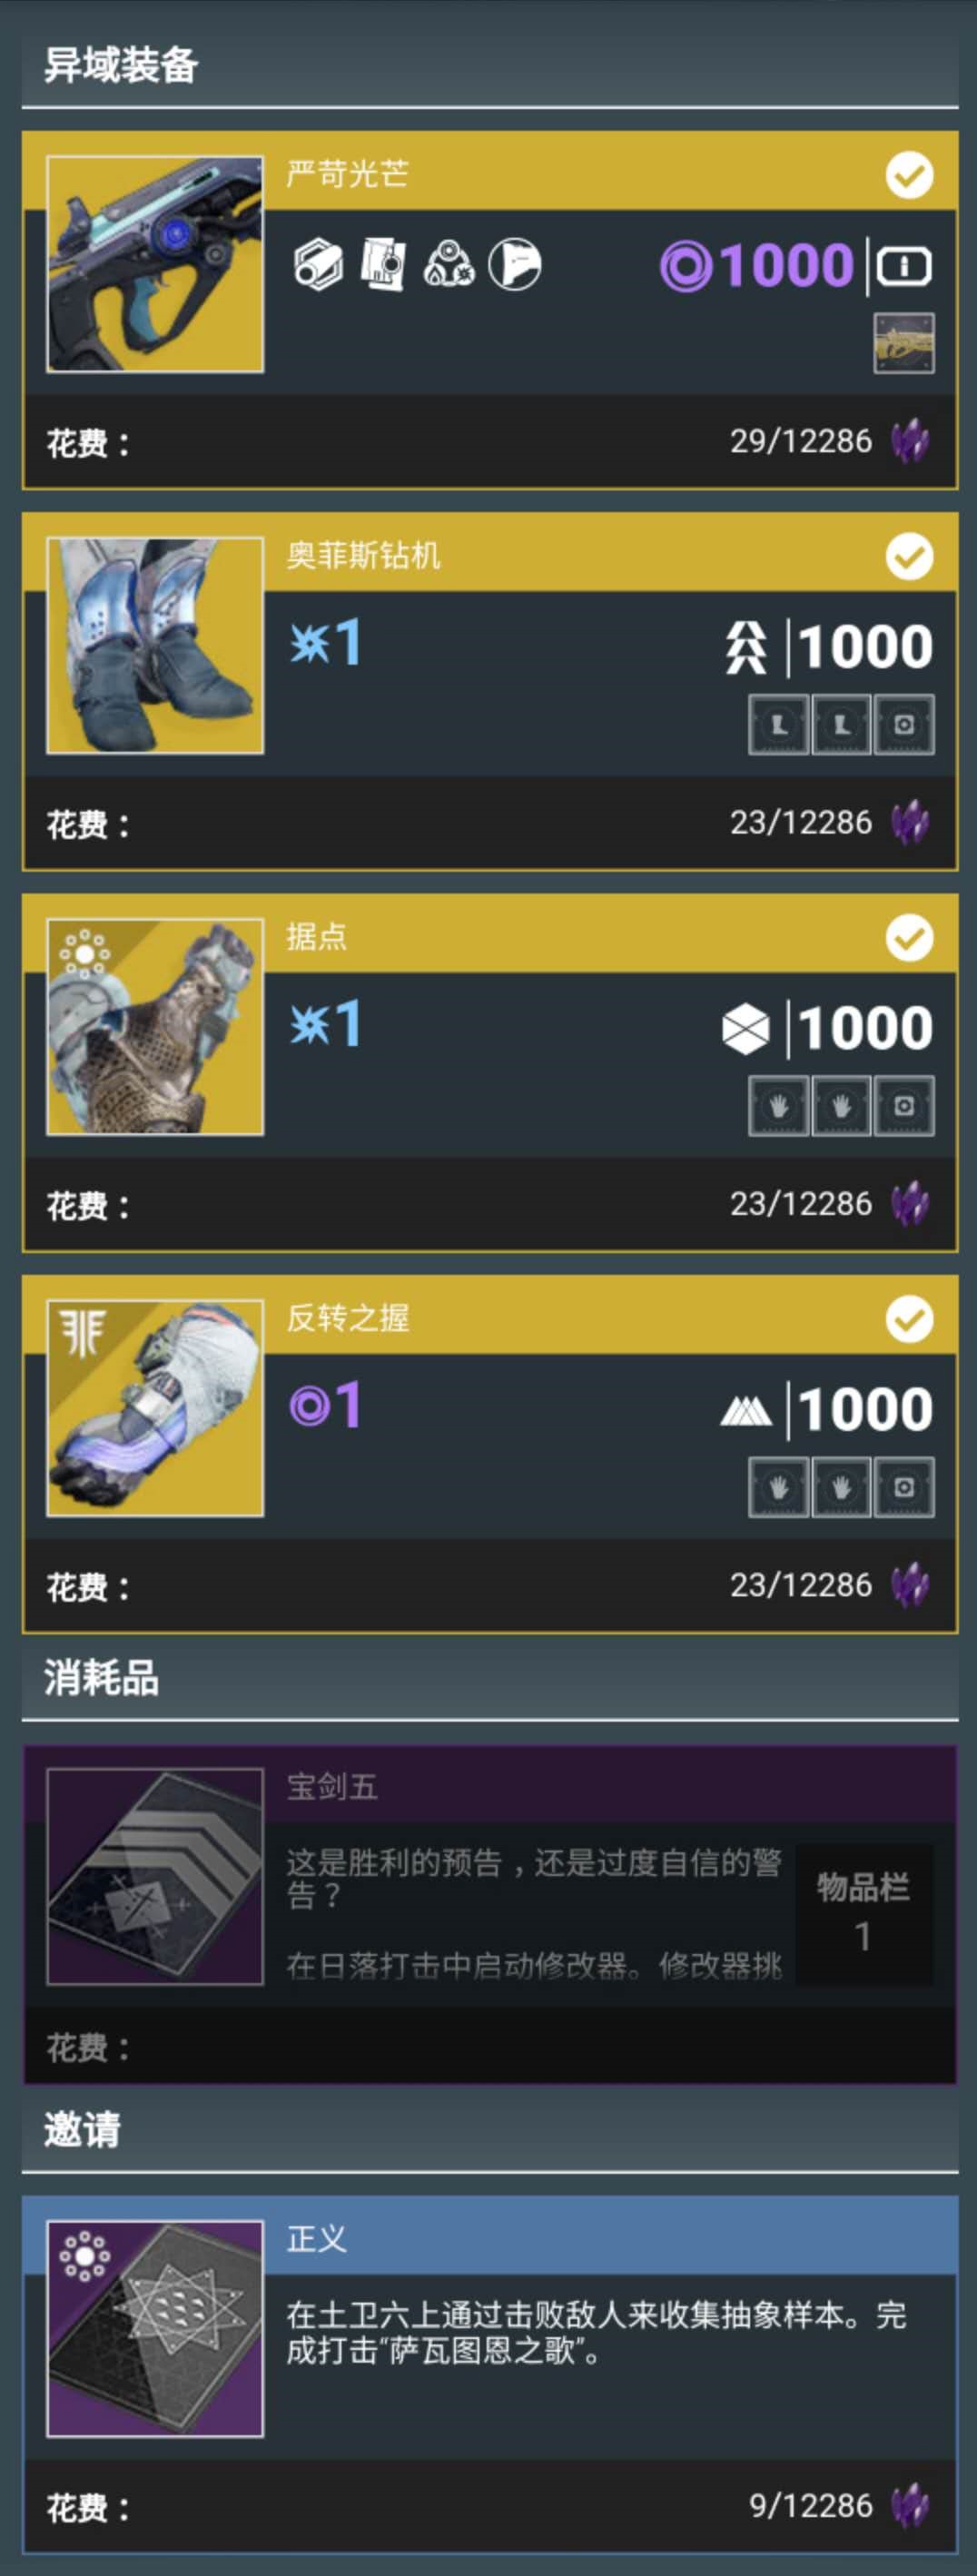 异域装备
严苛光芒
1000
花费：
29/12286
奥菲斯钻机
1
1000
花费：
23/12286
据点
1
1000
花费：
23/12286
反转之握
1
1000
花费：
23/12286
消耗品
宝剑五
这是胜利的预告，还是过度自信的警
告？
在日落打击中启动修改器。修改器挑
物品栏
1
花费：
邀请
正义
在土卫六上通过击败敌人来收集抽象样本。完
成打击“萨瓦图恩之歌”。
花费：
9/12286